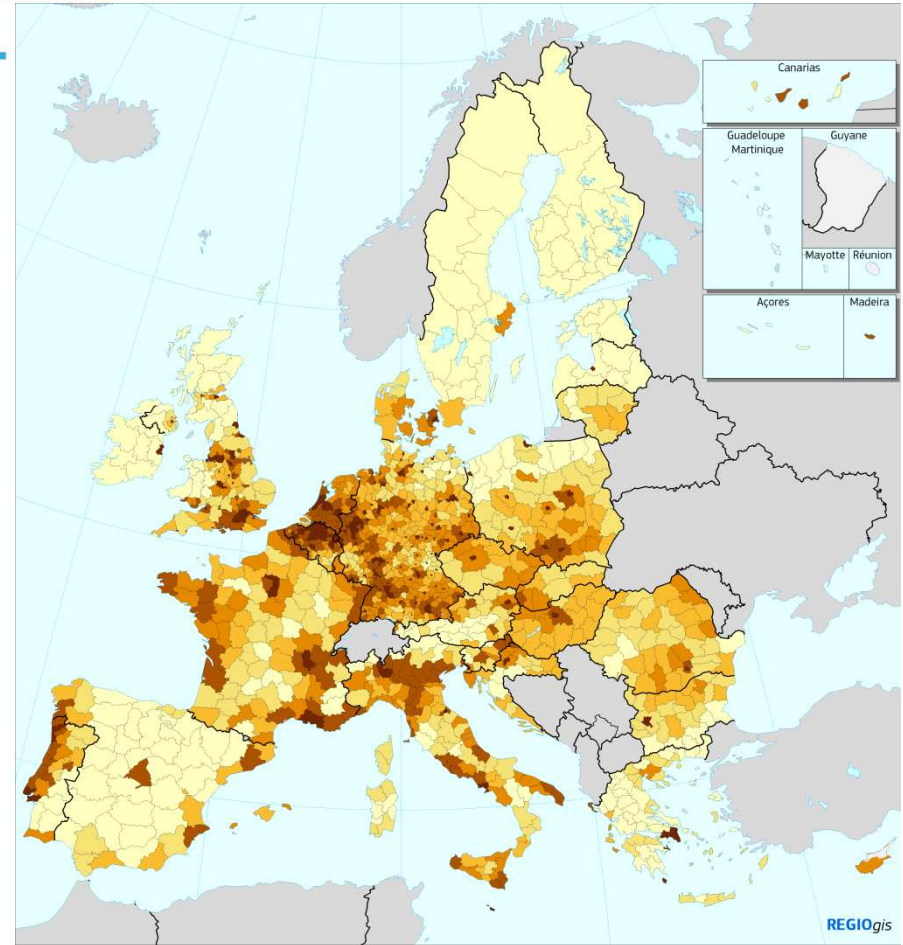 Canarias
Guadeloupe
Martinique
Guyane
Mayotte
Réunion
Açores
Madeira
REGIOgis